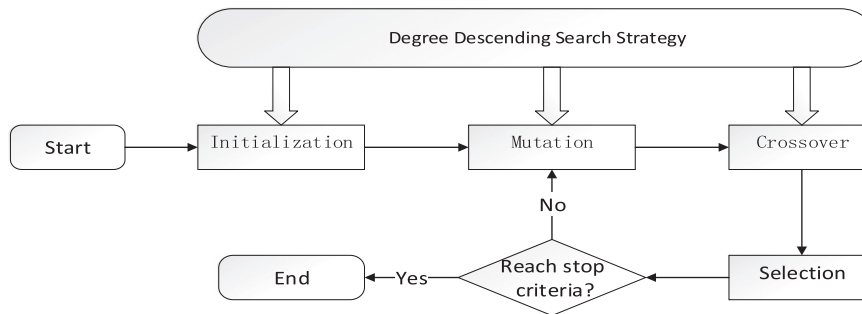 Degree Descending Search Strategy
Start
Initialization
Mutation
Crossover
No
End
Yes
Reach stop
criteria?
Selection